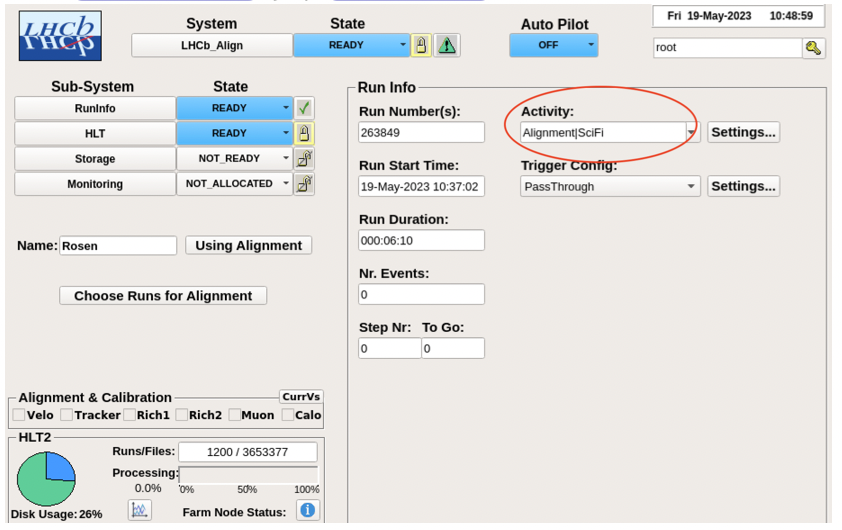 LHCb
System
State
Auto Pilot
Fri 19-May-2023 10:48:59
LHCb_Align
READY
OFF
root
Sub-System
State
RunInfo
READY
HLT
READY
Storage
NOT_READY
Monitoring
NOT_ALLOCATED
Name:
Rosen
Using Alignment
Choose Runs for Alignment
Run Info
Run Number(s):
263849
Activity:
Alignment|SciFi
Settings...
Run Start Time:
19-May-2023 10:37:02
Trigger Config:
PassThrough
Settings...
Run Duration:
000:06:10
Nr. Events:
0
Step Nr: To Go:
0 0
Alignment & Calibration
CurrVs
Velo Tracker Rich1 Rich2 Muon Calo
HLT2
Runs/Files:
1200 / 3653377
Processing:
0.0%
0% 50% 100%
Disk Usage: 26%
Farm Node Status: